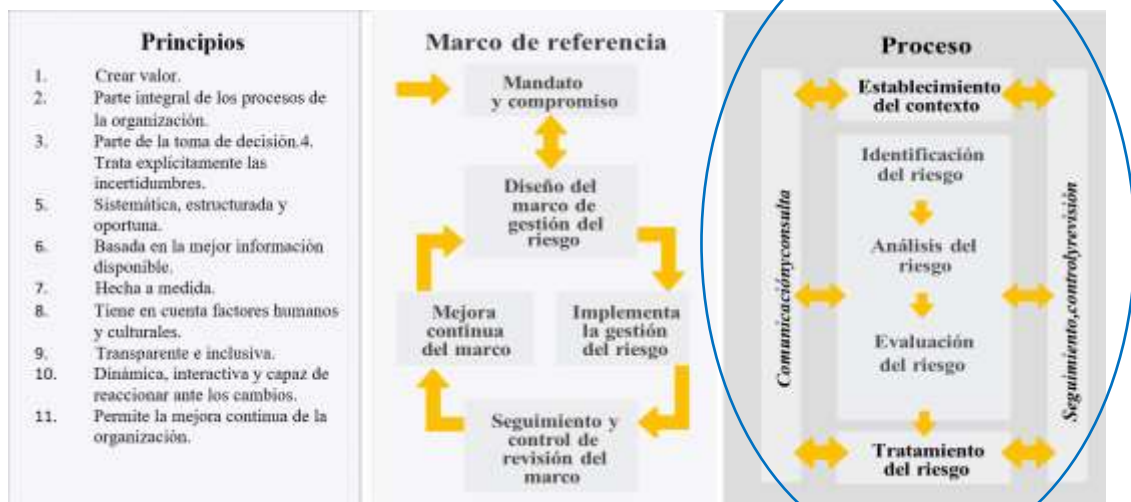 Principios
1. Crear valor.
2. Parte integral de los procesos de
la organización.
3. Parte de la toma de decisión.4.
Trata explícitamente las
incertidumbres.
5. Sistemática, estructurada y
oportuna.
6. Basada en la mejor información
disponible.
7. Hecha a medida.
8. Tiene en cuenta factores humanos
y culturales.
9. Transparente e inclusiva.
10. Dinámica, interactiva y capaz de
reaccionar ante los cambios.
11. Permite la mejora continua de la
organización.
Marco de referencia
Mandato
y compromiso
Diseño del
marco de
gestión del
riesgo
Mejora
continua
del marco
Implementa
la gestión
del riesgo
Seguimiento y
control de
revisión del
marco
Proceso
Comunicaciónyconsulta
Establecimiento
del contexto
Identificación
del riesgo
Análisis del
riesgo
Evaluación
del riesgo
Tratamiento
del riesgo
Seguimiento,controlyrevisión